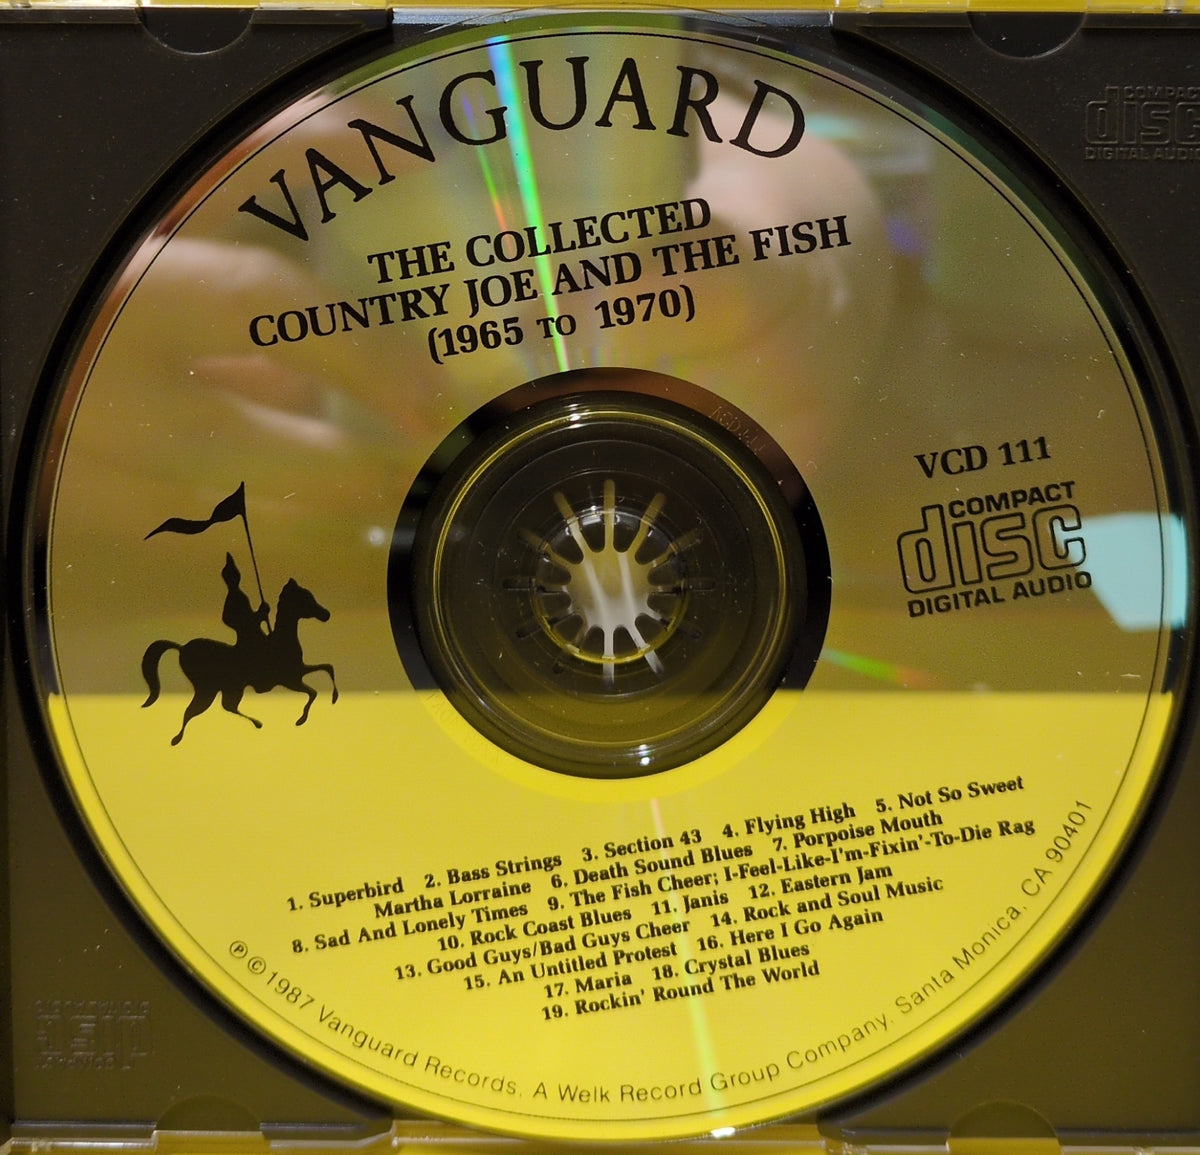 VANGUARD
THE COLLECTED
COUNTRY JOE AND THE FISH
(1965 TO 1970)
VCD 111
COMPACT
disc
DIGITAL AUDIO
COMPACT
disc
DIGITAL AUDIO
1. Superbird 2. Bass Strings 3. Section 43 4. Flying High 5. Not So Sweet
Martha Lorraine 6. Death Sound Blues 7. Porpoise Mouth
8. Sad And Lonely Times 9. The Fish Cheer; I-Feel-Like-I'm-Fixin'-To-Die Rag
10. Rock Coast Blues 11. Janis 12. Eastern Jam
13. Good Guys/Bad Guys Cheer 14. Rock and Soul Music
15. An Untitled Protest 16. Here I Go Again
17. Maria 18. Crystal Blues
19. Rockin' Round The World
℗©1987 Vanguard Records, A Welk Record Group Company, Santa Monica, CA 90401